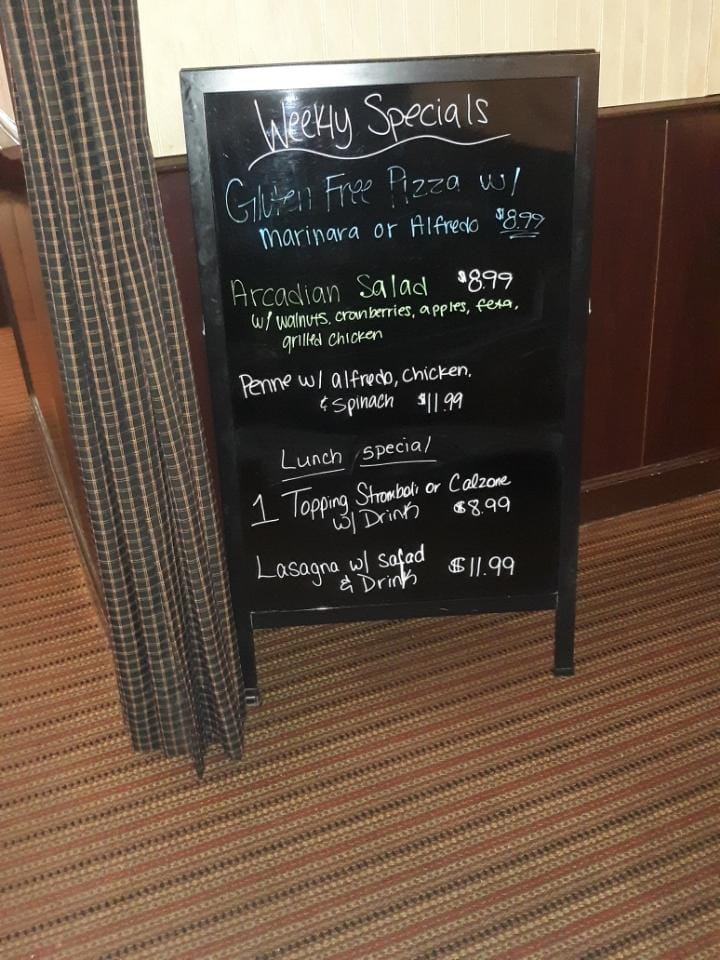 Weekly Specials
Gluten Free Pizza w/
marinara or Alfredo $8.99
Arcadian Salad $8.99
w/ walnuts, cranberries, apples, feta,
grilled chicken
Penne w/ alfredo, chicken,
& spinach $11.99
Lunch special
1 Topping Stromboli or Calzone
w/ Drink $8.99
Lasagna w/ salad $11.99
& Drink